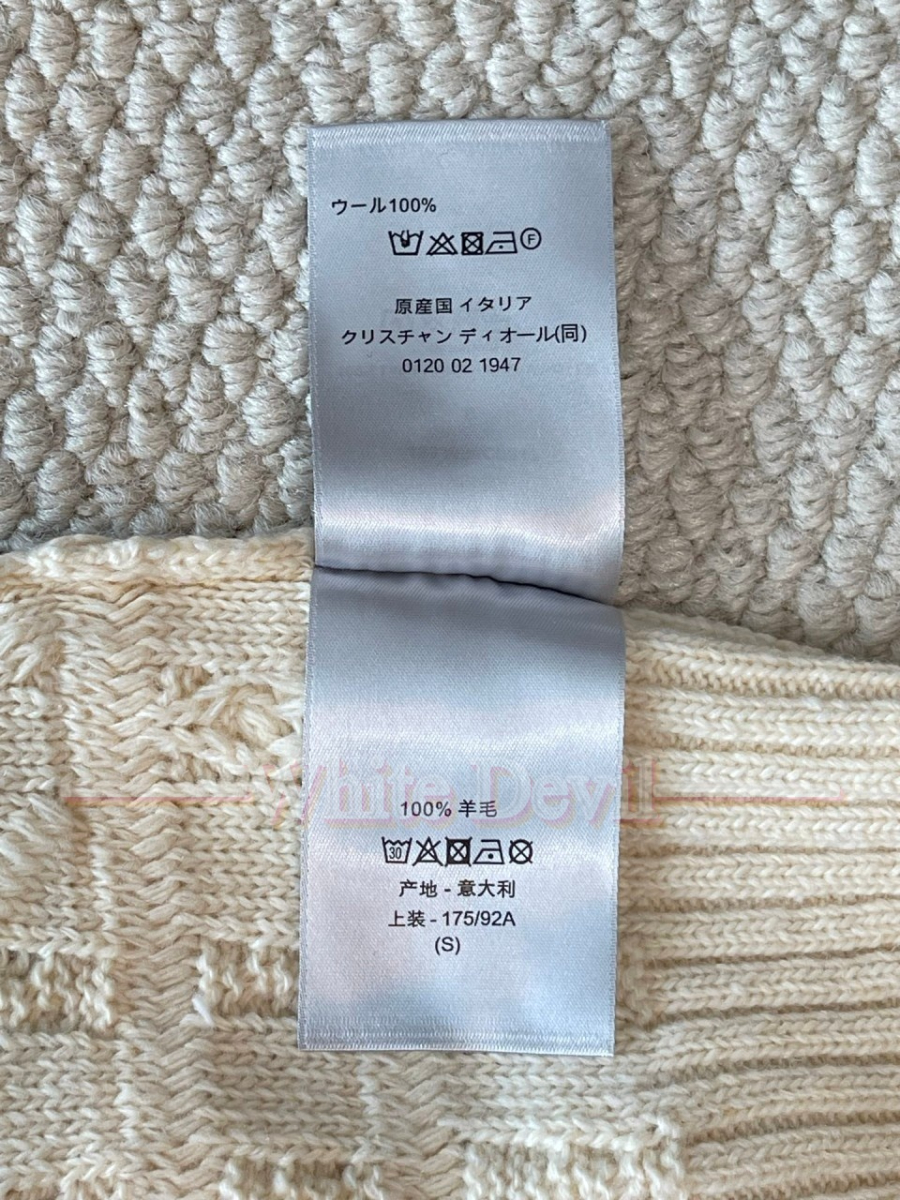 ウール100%
F
原産国 イタリア
クリスチャン ディオール(同)
0120 02 1947
White Devil
100% 羊毛
30
产地 - 意大利
上装 - 175/92A
(S)